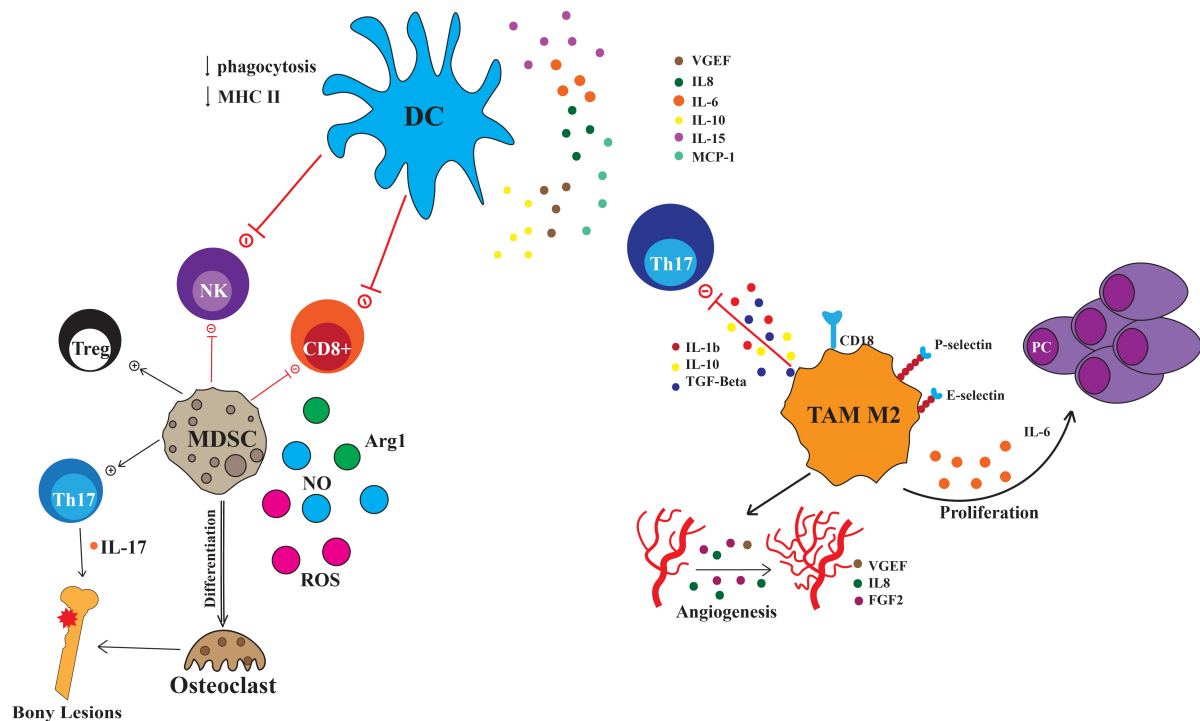 ↓ phagocytosis
↓ MHC II
DC
VGEF
IL8
IL-6
IL-10
IL-15
MCP-1
NK
CD8+
Treg
MDSC
Th17
IL-17
Arg1
NO
ROS
Differentiation
Osteoclast
Bony Lesions
Th17
IL-1b
IL-10
TGF-Beta
CD18
P-selectin
E-selectin
TAM M2
PC
IL-6
Proliferation
Angiogenesis
VGEF
IL8
FGF2